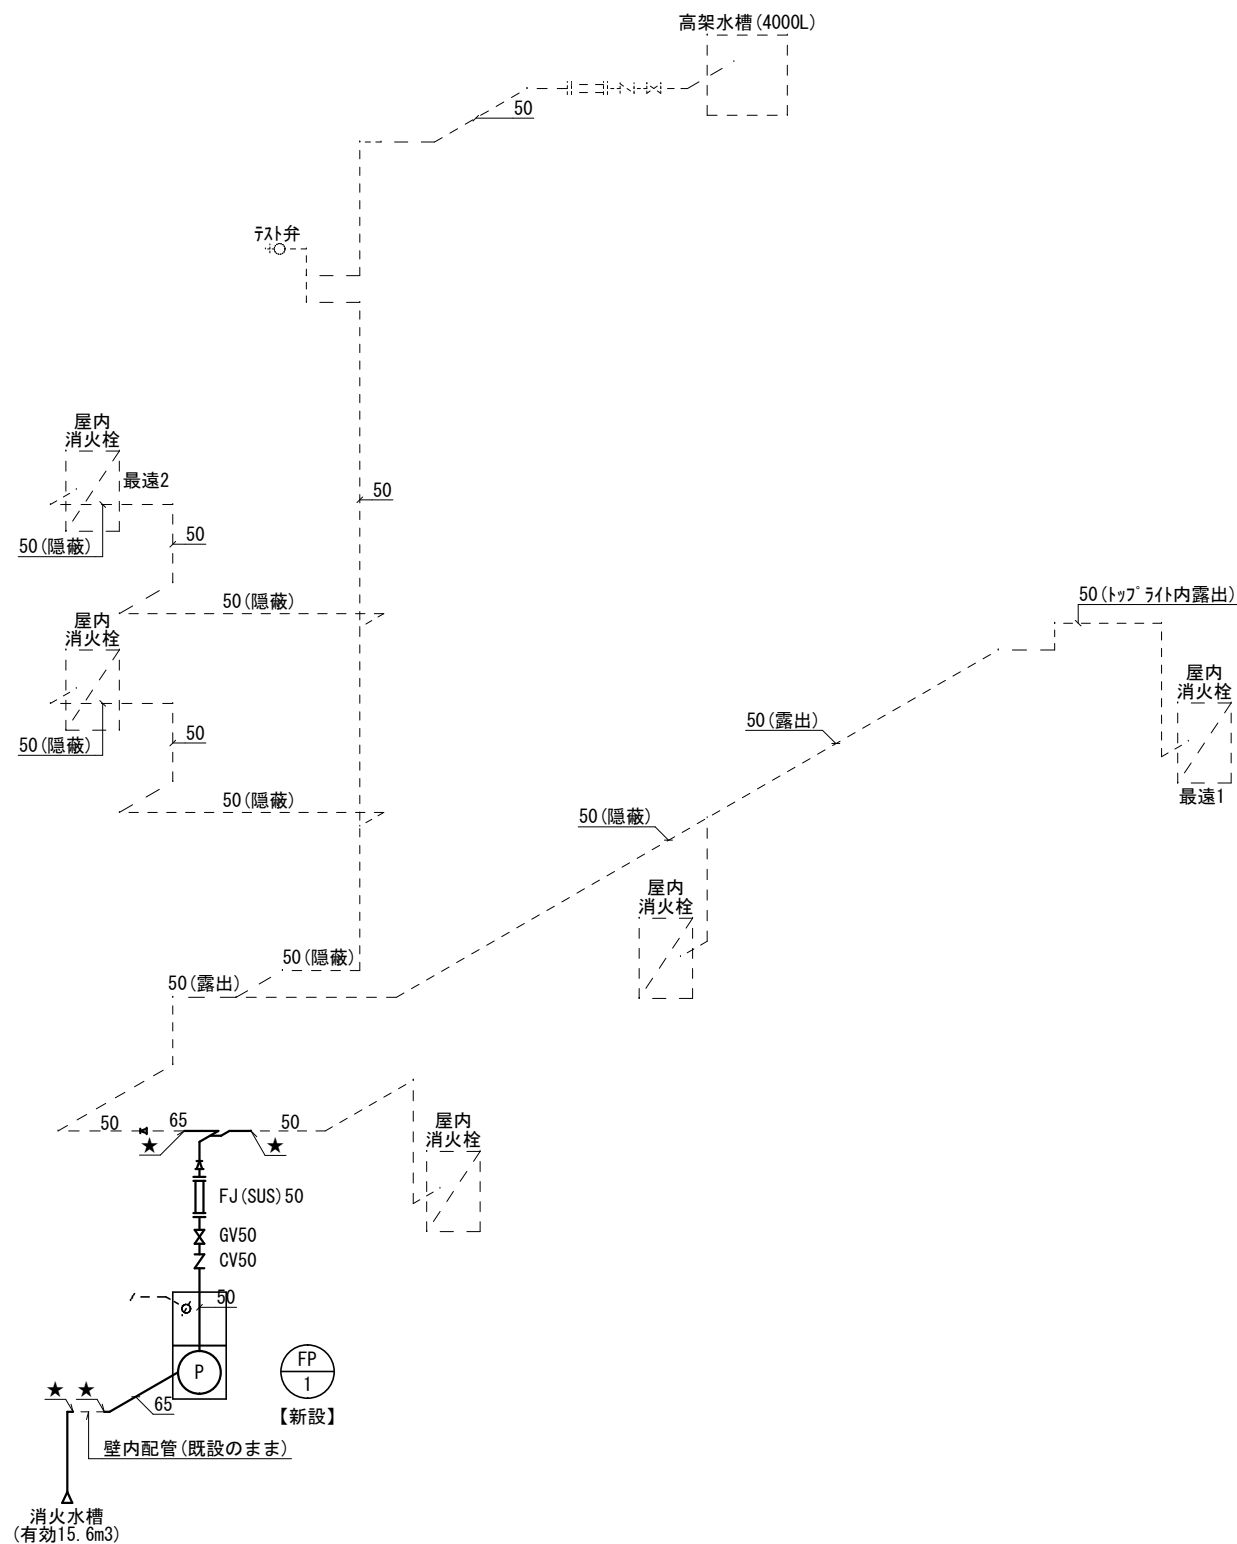 高架水槽(4000L)
50
テスト弁
屋内
消火栓
最遠2
50
50(隠蔽)
50
50(隠蔽)
50(トップライト内露出)
屋内
消火栓
屋内
消火栓
50(露出)
50(隠蔽)
50
最遠1
50(隠蔽)
50(隠蔽)
屋内
消火栓
50(隠蔽)
50(露出)
50
65
50
★
★
屋内
消火栓
FJ(SUS)50
GV50
CV50
50
FP
1
P
【新設】
★
★
65
壁内配管(既設のまま)
消火水槽
(有効15.6m3)